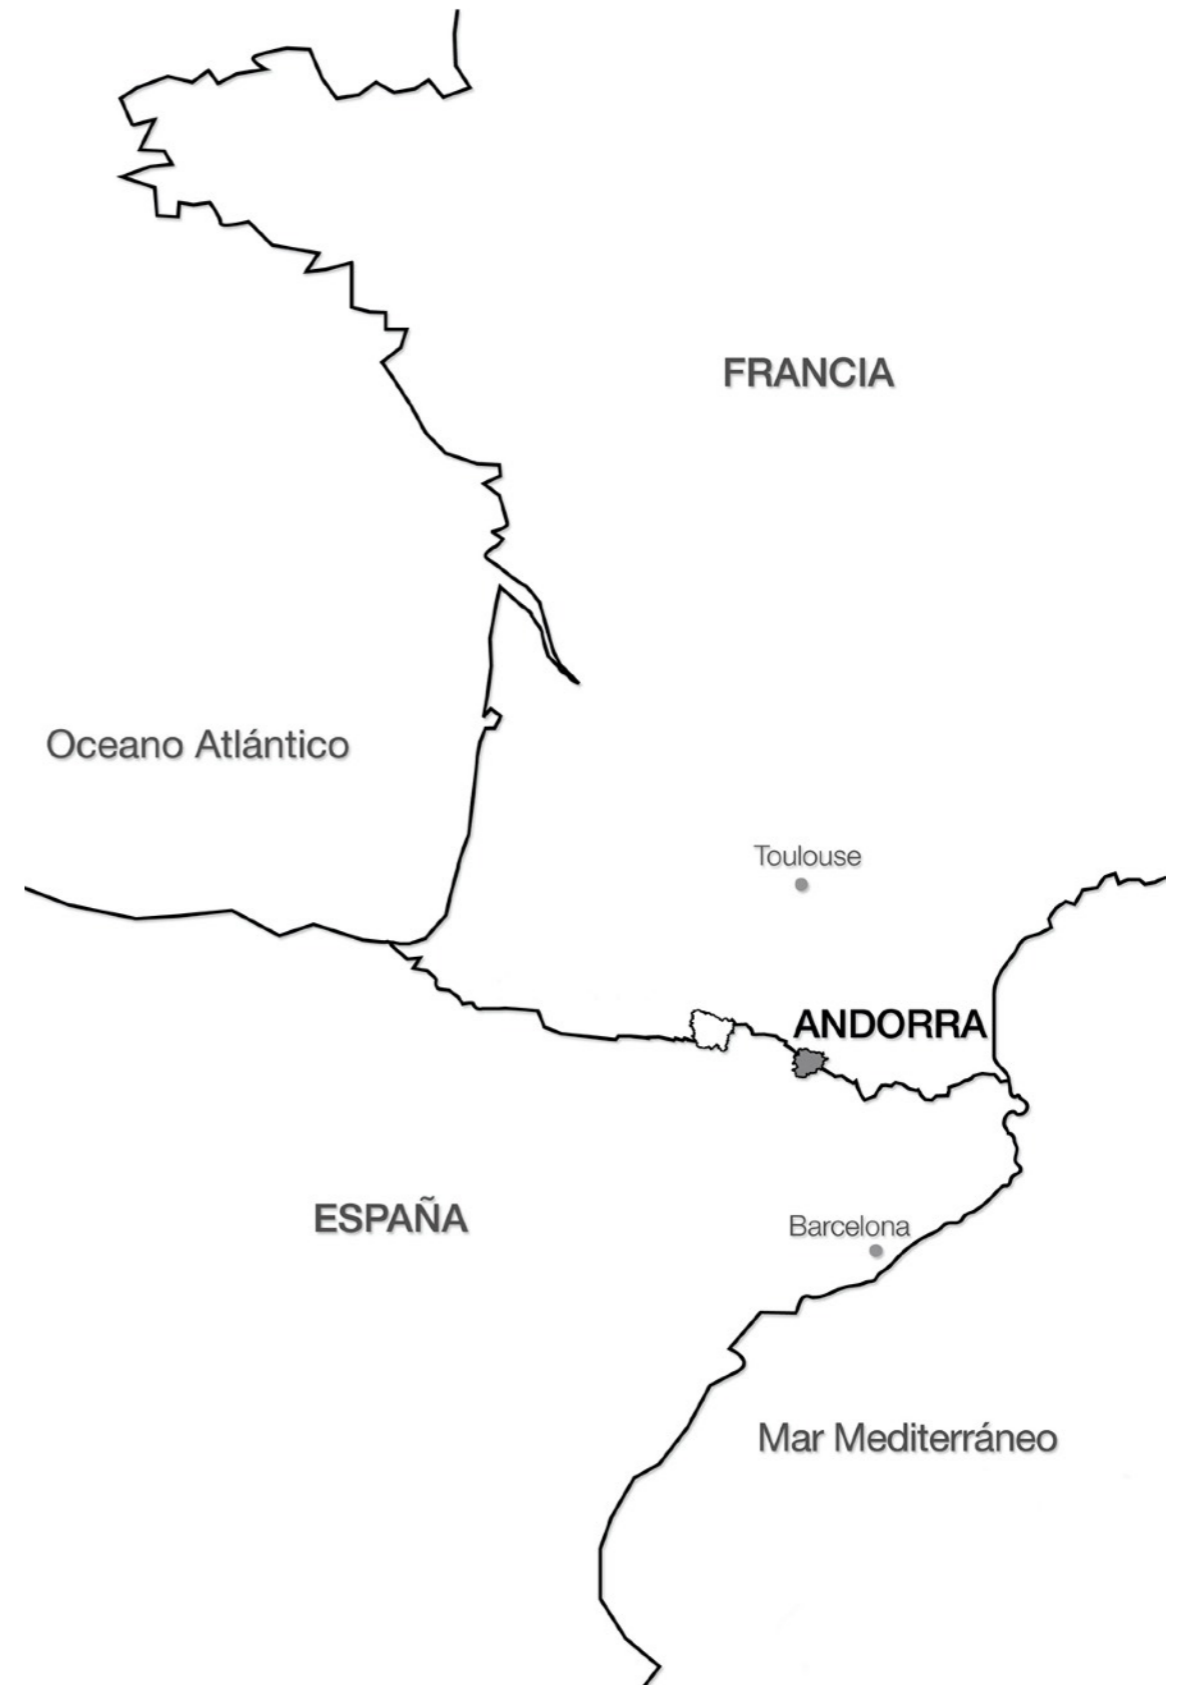 FRANCIA
Oceano Atlántico
Toulouse
ANDORRA
ESPAÑA
Barcelona
Mar Mediterráneo